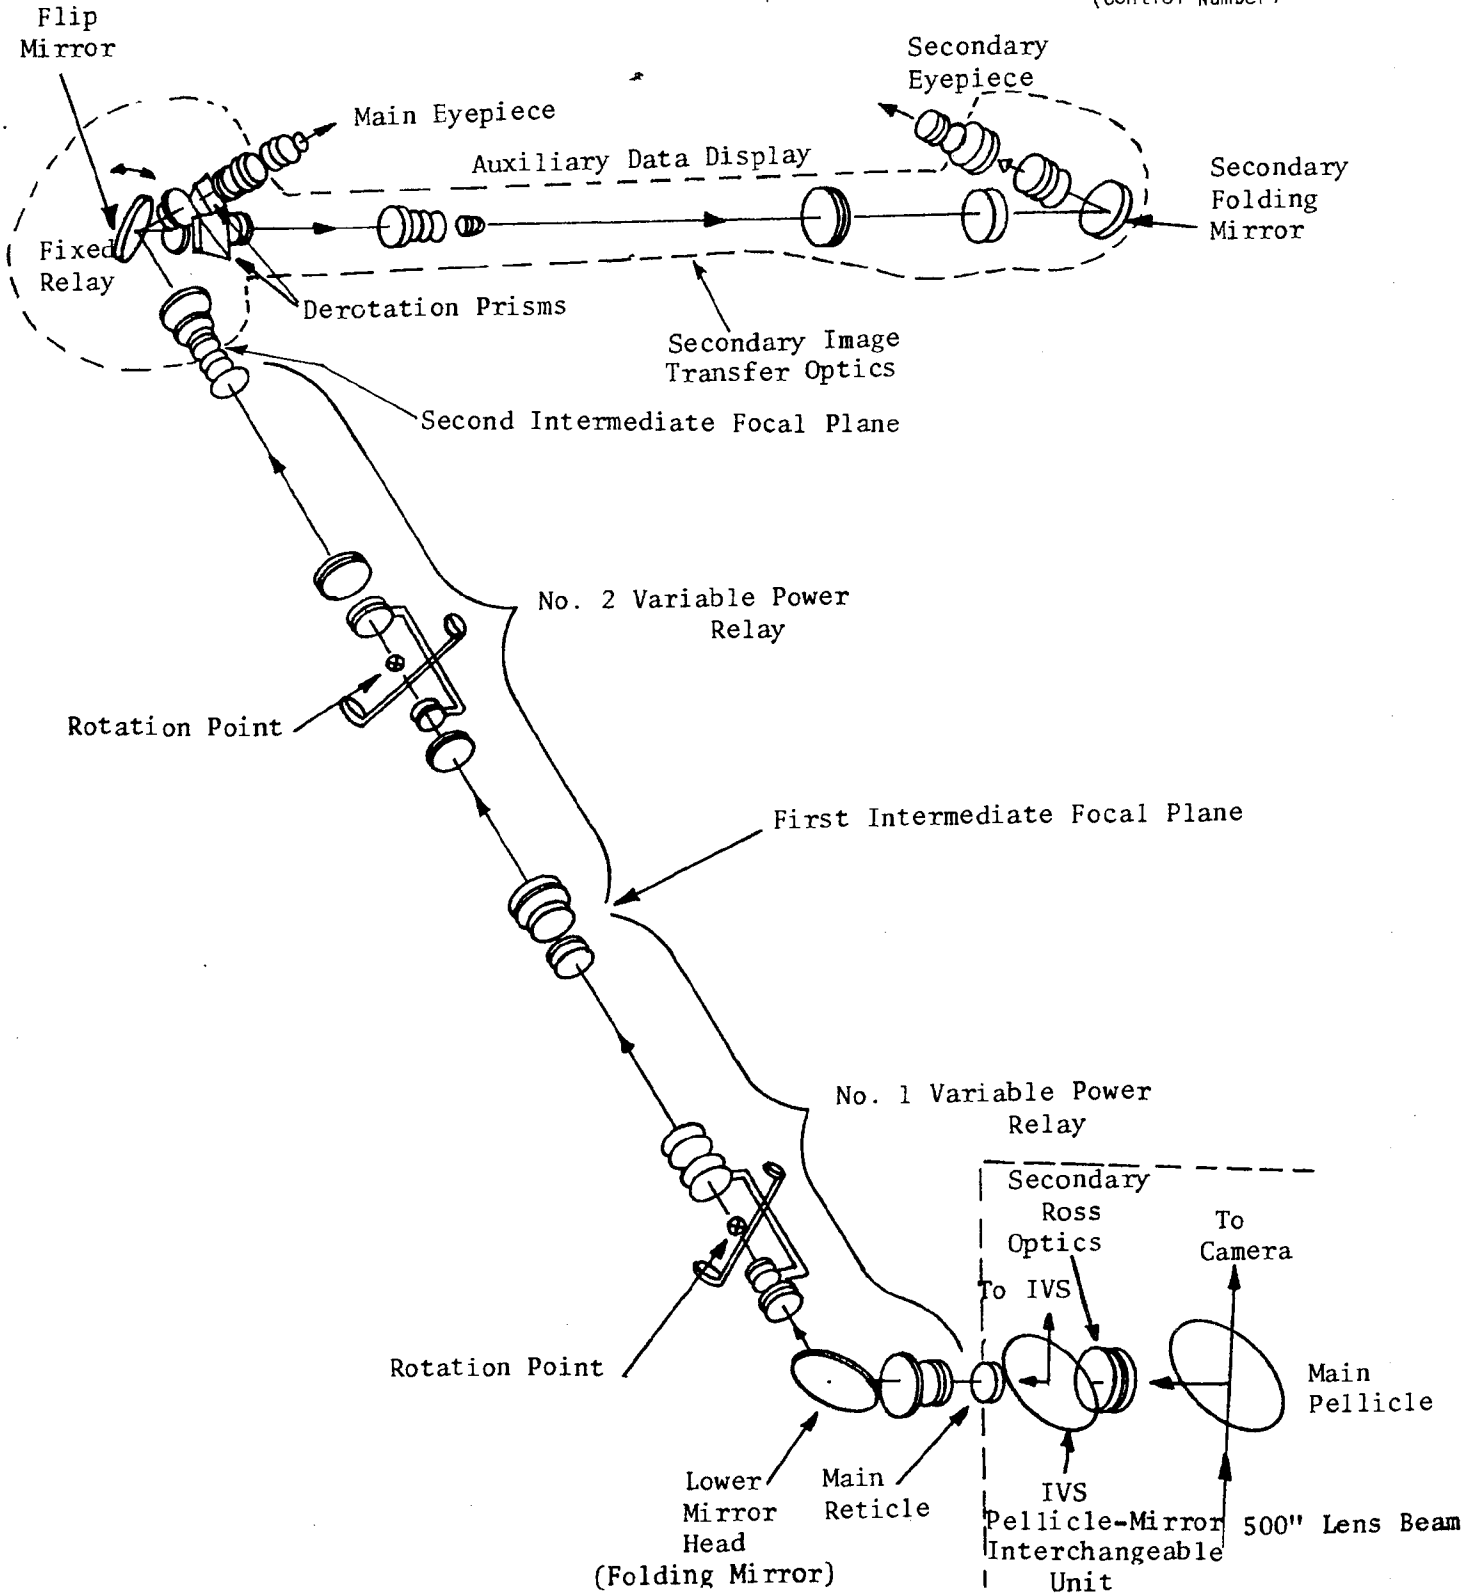 (Control Number)
Flip
Mirror
Secondary
Eyepiece
Main Eyepiece
Auxiliary Data Display
Secondary
Folding
Mirror
Fixed
Relay
Derotation Prisms
Secondary Image
Transfer Optics
Second Intermediate Focal Plane
No. 2 Variable Power
Relay
Rotation Point
First Intermediate Focal Plane
No. 1 Variable Power
Relay
Secondary
Ross
Optics
To
Camera
To IVS
Rotation Point
Main
Pellicle
Lower
Mirror
Head
(Folding Mirror)
Main
Reticle
IVS
Pellicle-Mirror
Interchangeable
Unit
500" Lens Beam